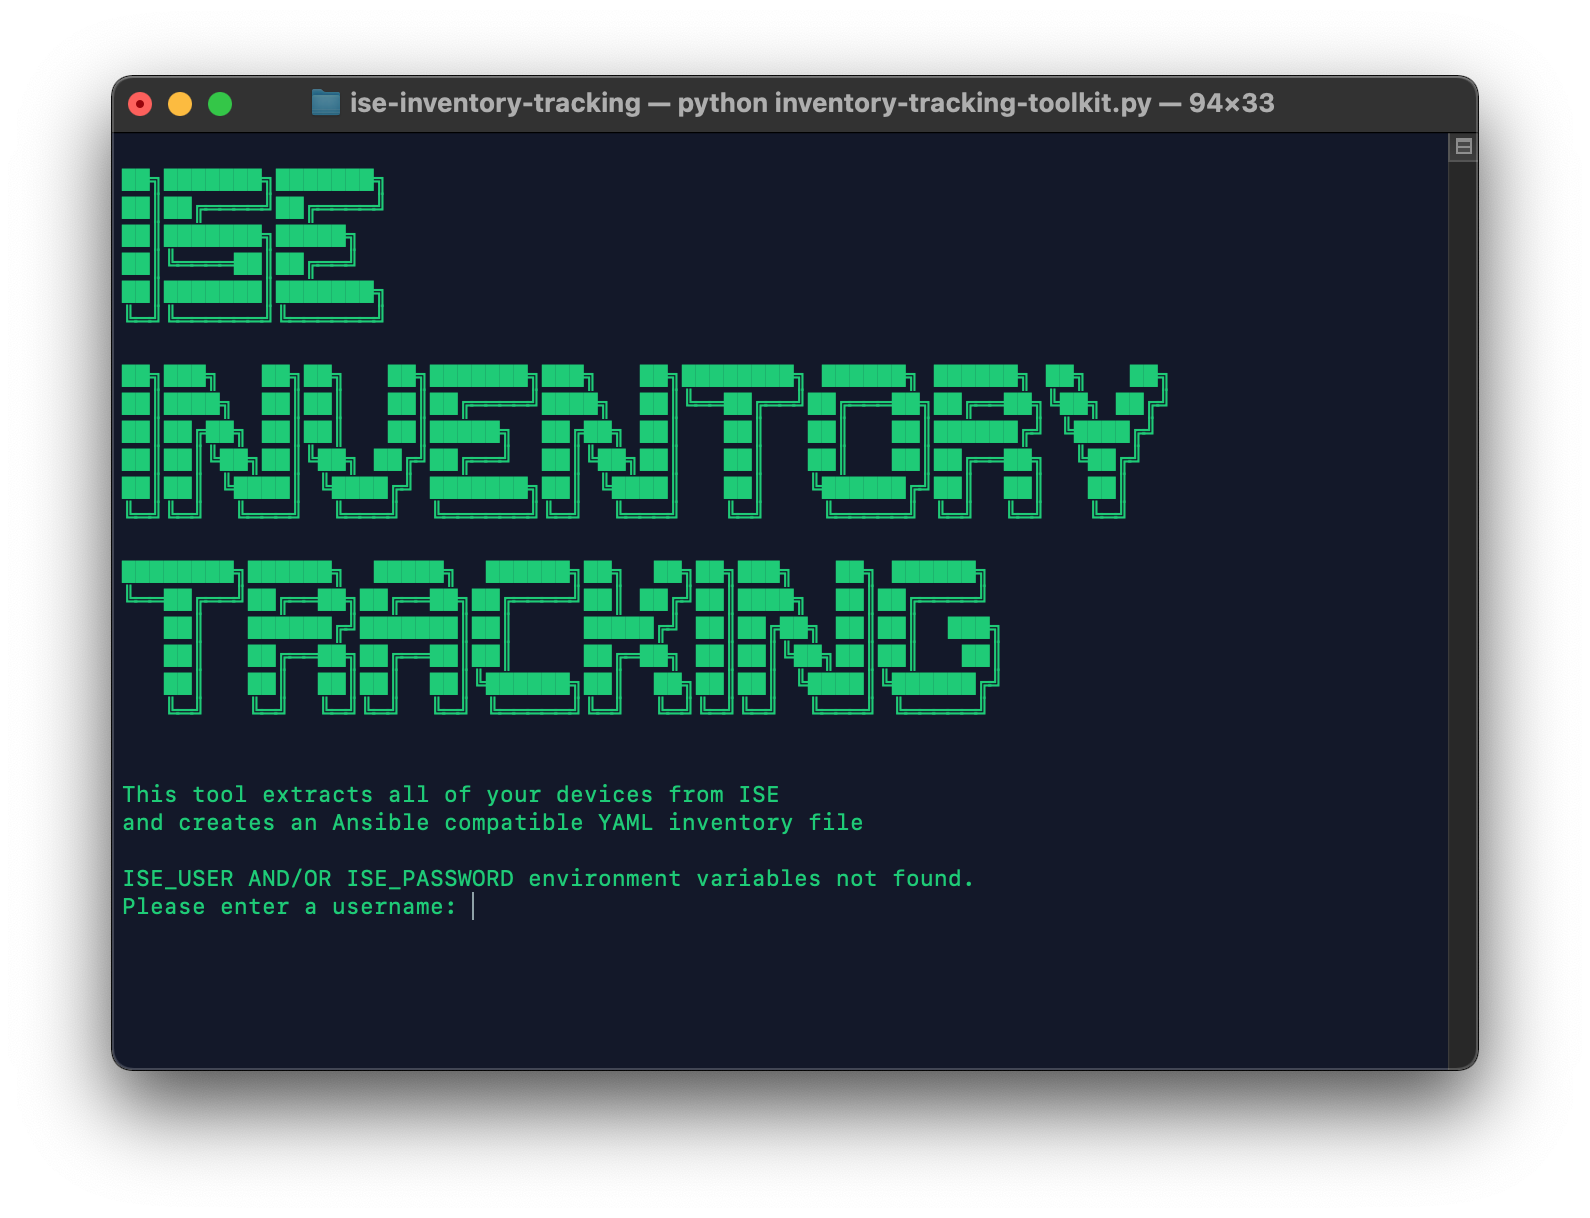 ise-inventory-tracking — python inventory-tracking-toolkit.py — 94×33
ISE
INVENTORY
TRACKING
This tool extracts all of your devices from ISE
and creates an Ansible compatible YAML inventory file
ISE_USER AND/OR ISE_PASSWORD environment variables not found.
Please enter a username: